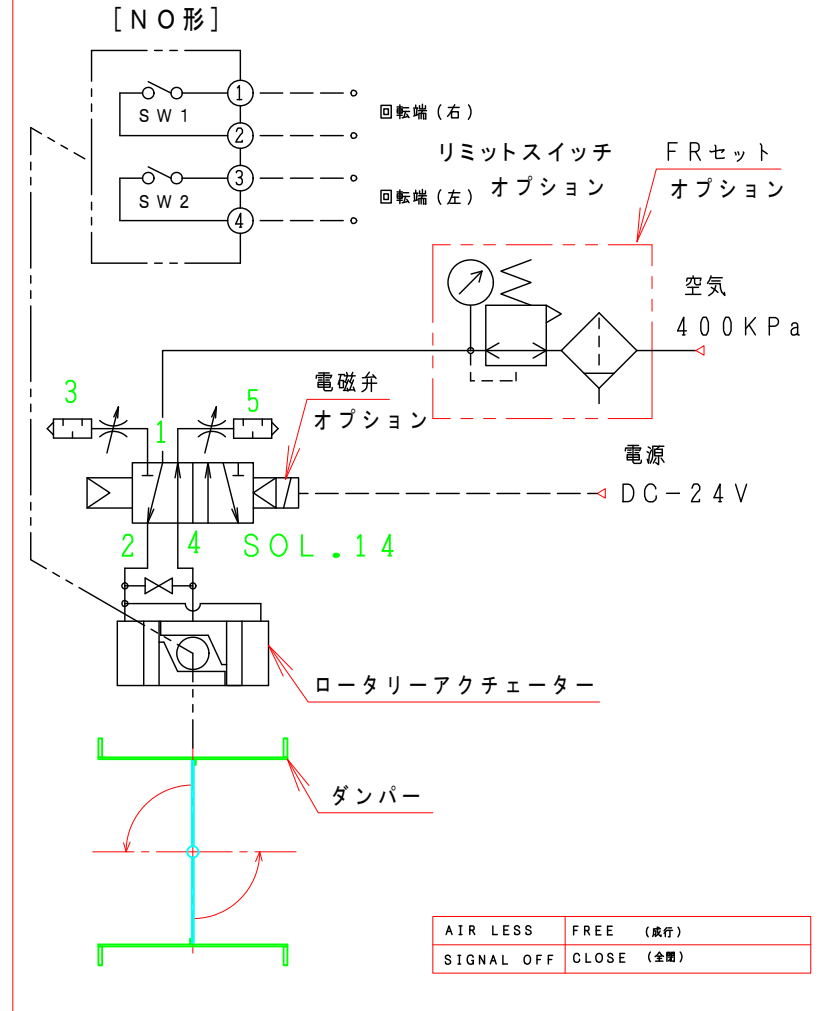 [NO形]
1
SW1
2
回転端(右)
3
SW2
4
回転端(左)
リミットスイッチ
オプション
FRセット
オプション
空気
400KPa
電磁弁
オプション
3
1
5
電源
DC-24V
2
4
SOL.14
ロータリーアクチェーター
ダンパー
AIR LESS FREE (成行)
SIGNAL OFF CLOSE (全閉)